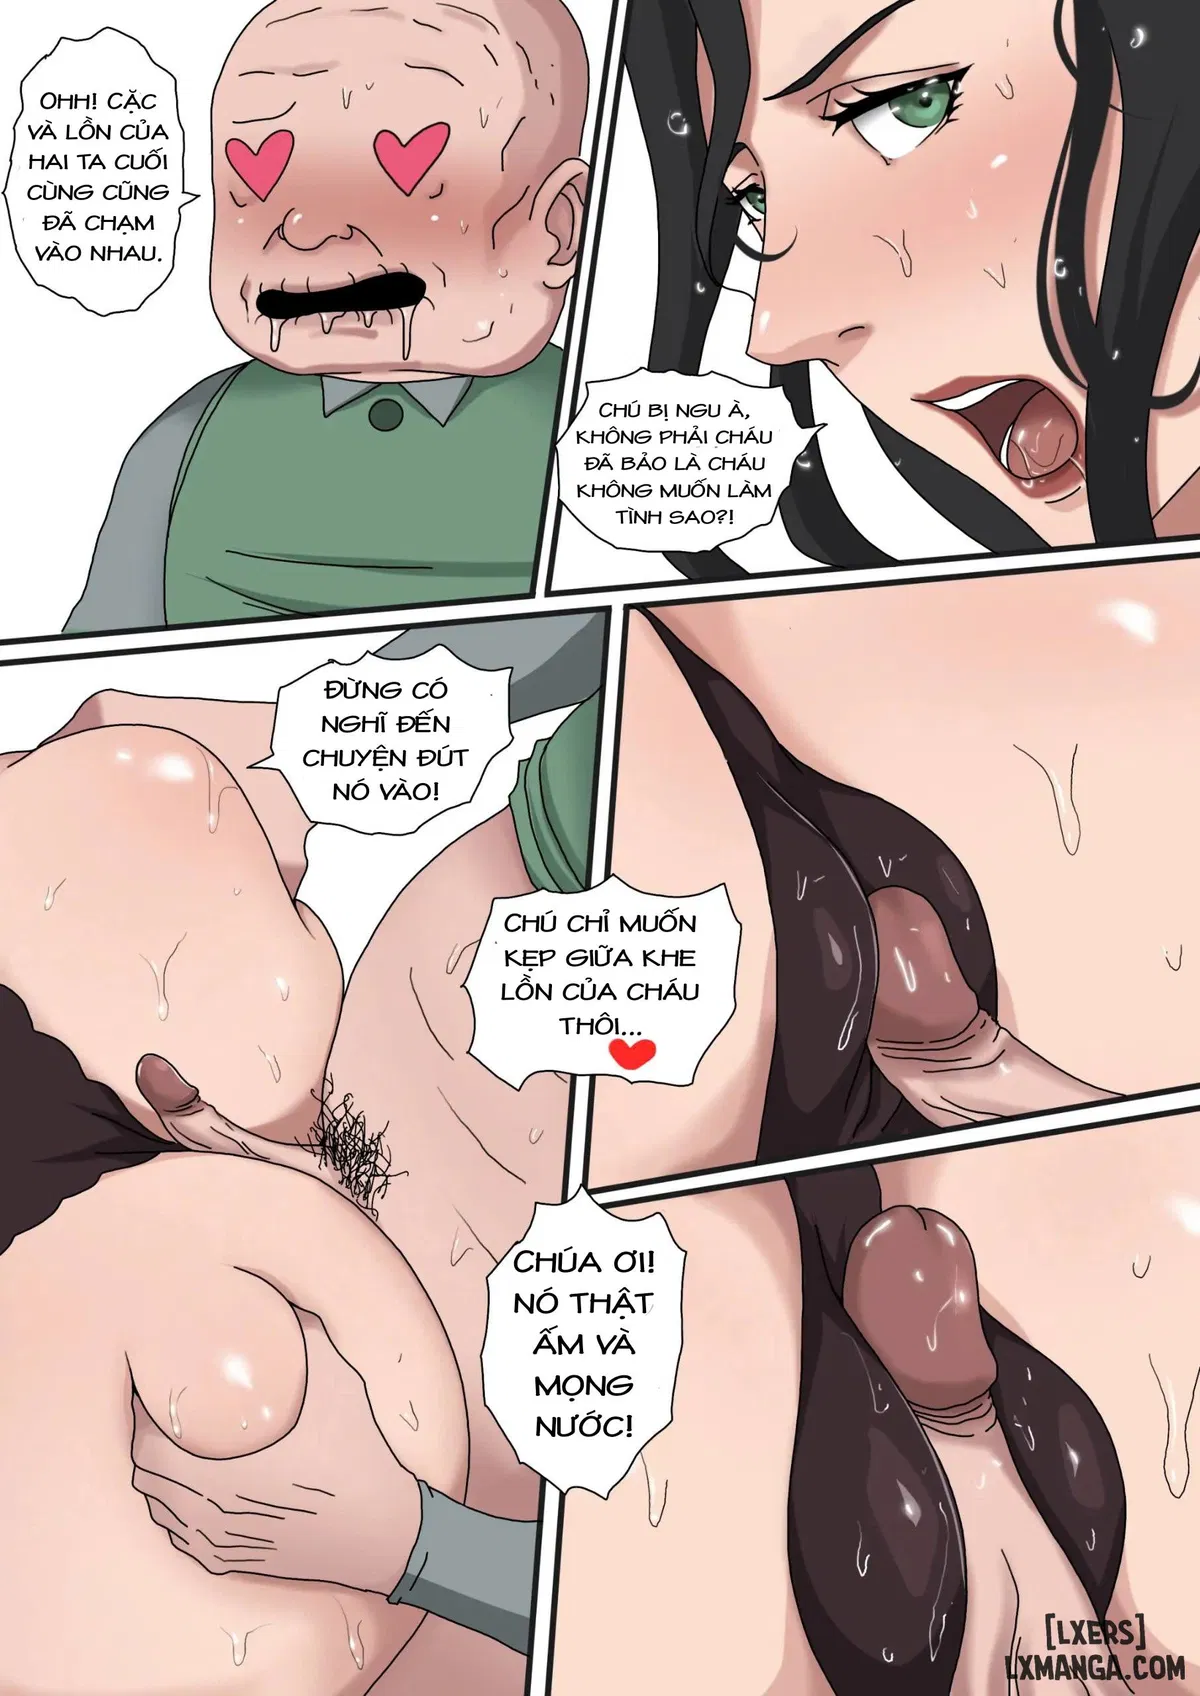 OHH! CẶC
VÀ LỒN CỦA
HAI TA CUỐI
CÙNG CŨNG
ĐÃ CHẠM
VÀO NHAU.
CHÚ BỊ NGU À,
KHÔNG PHẢI CHÁU
ĐÃ BẢO LÀ CHÁU
KHÔNG MUỐN LÀM
TÌNH SAO?!
ĐỪNG CÓ
NGHĨ ĐẾN
CHUYỆN ĐÚT
NÓ VÀO!
CHÚ CHỈ MUỐN
KẸP GIỮA KHE
LỒN CỦA CHÁU
THÔI...
CHÚA ƠI!
NÓ THẬT
ẤM VÀ
MỌNG
NƯỚC!
[LXERS]
LXMANGA.COM